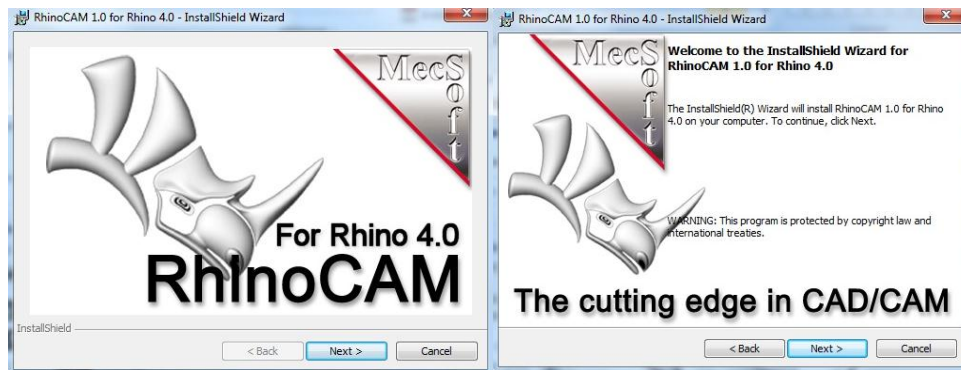 RhinoCAM 1.0 for Rhino 4.0 - InstallShield Wizard
MecSoft
For Rhino 4.0
RhinoCAM
InstallShield
< Back Next > Cancel
RhinoCAM 1.0 for Rhino 4.0 - InstallShield Wizard
MecSoft
Welcome to the InstallShield Wizard for
RhinoCAM 1.0 for Rhino 4.0
The InstallShield(R) Wizard will install RhinoCAM 1.0 for Rhino
4.0 on your computer. To continue, click Next.
WARNING: This program is protected by copyright law and
international treaties.
The cutting edge in CAD/CAM
< Back Next > Cancel